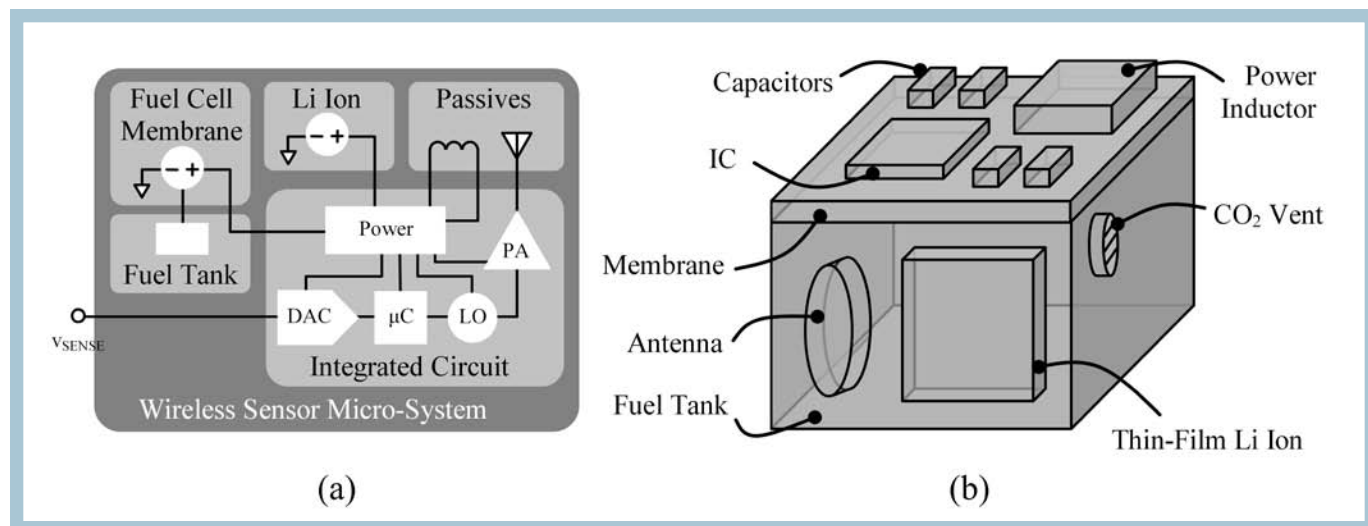 Fuel Cell
Membrane
- +
Fuel Tank
Li Ion
- +
Passives
Power
PA
DAC
μC
LO
Integrated Circuit
VSENSE
Wireless Sensor Micro-System
(a)
Capacitors
Power
Inductor
IC
CO₂ Vent
Membrane
Antenna
Fuel Tank
Thin-Film Li Ion
(b)